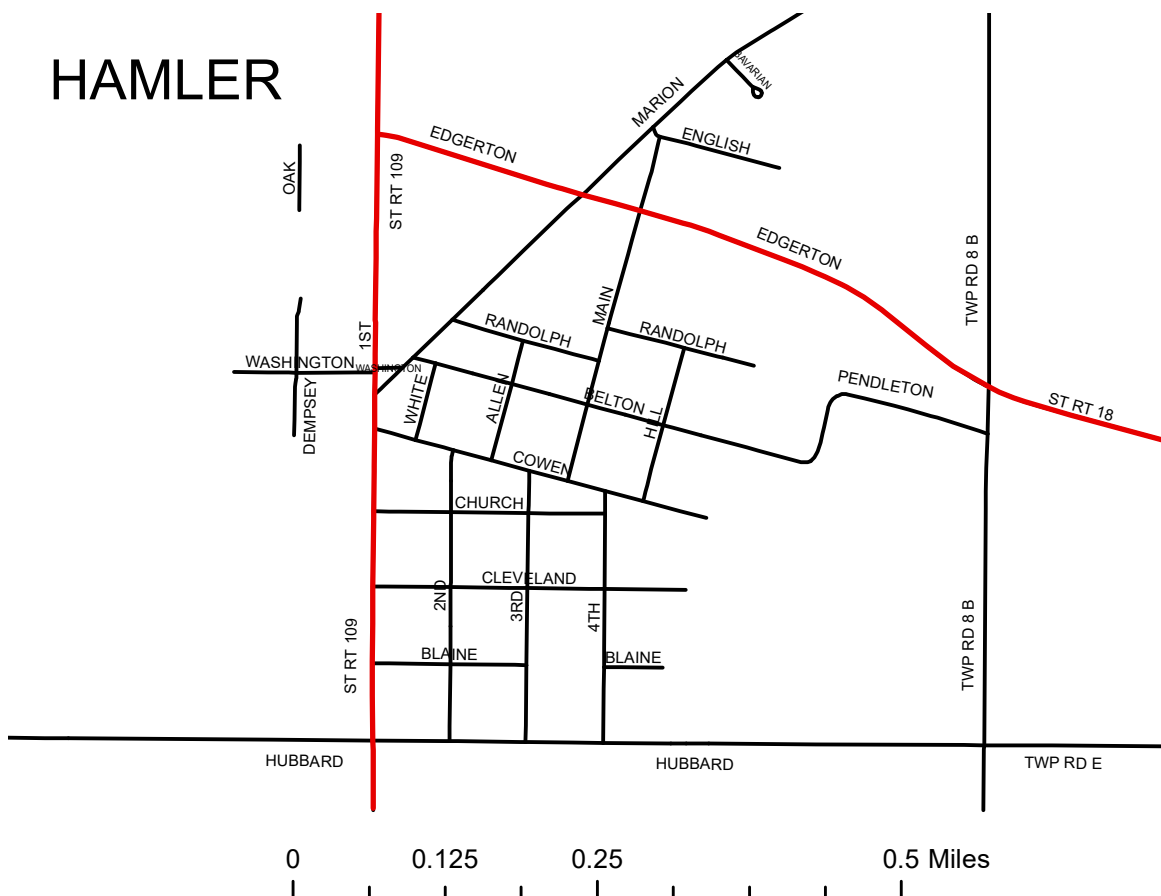 HAMLER
BAVARIAN
MARION
EDGERTON
ENGLISH
OAK
ST RT 109
EDGERTON
TWP RD 8 B
MAIN
1ST
RANDOLPH
RANDOLPH
WASHINGTON
WASHINGTON
WHITE
ALLEN
BELTON
HILL
PENDLETON
ST RT 18
DEMPSEY
COWEN
CHURCH
CLEVELAND
2ND
3RD
4TH
ST RT 109
BLAINE
BLAINE
TWP RD 8 B
HUBBARD
HUBBARD
TWP RD E
0 0.125 0.25 0.5 Miles